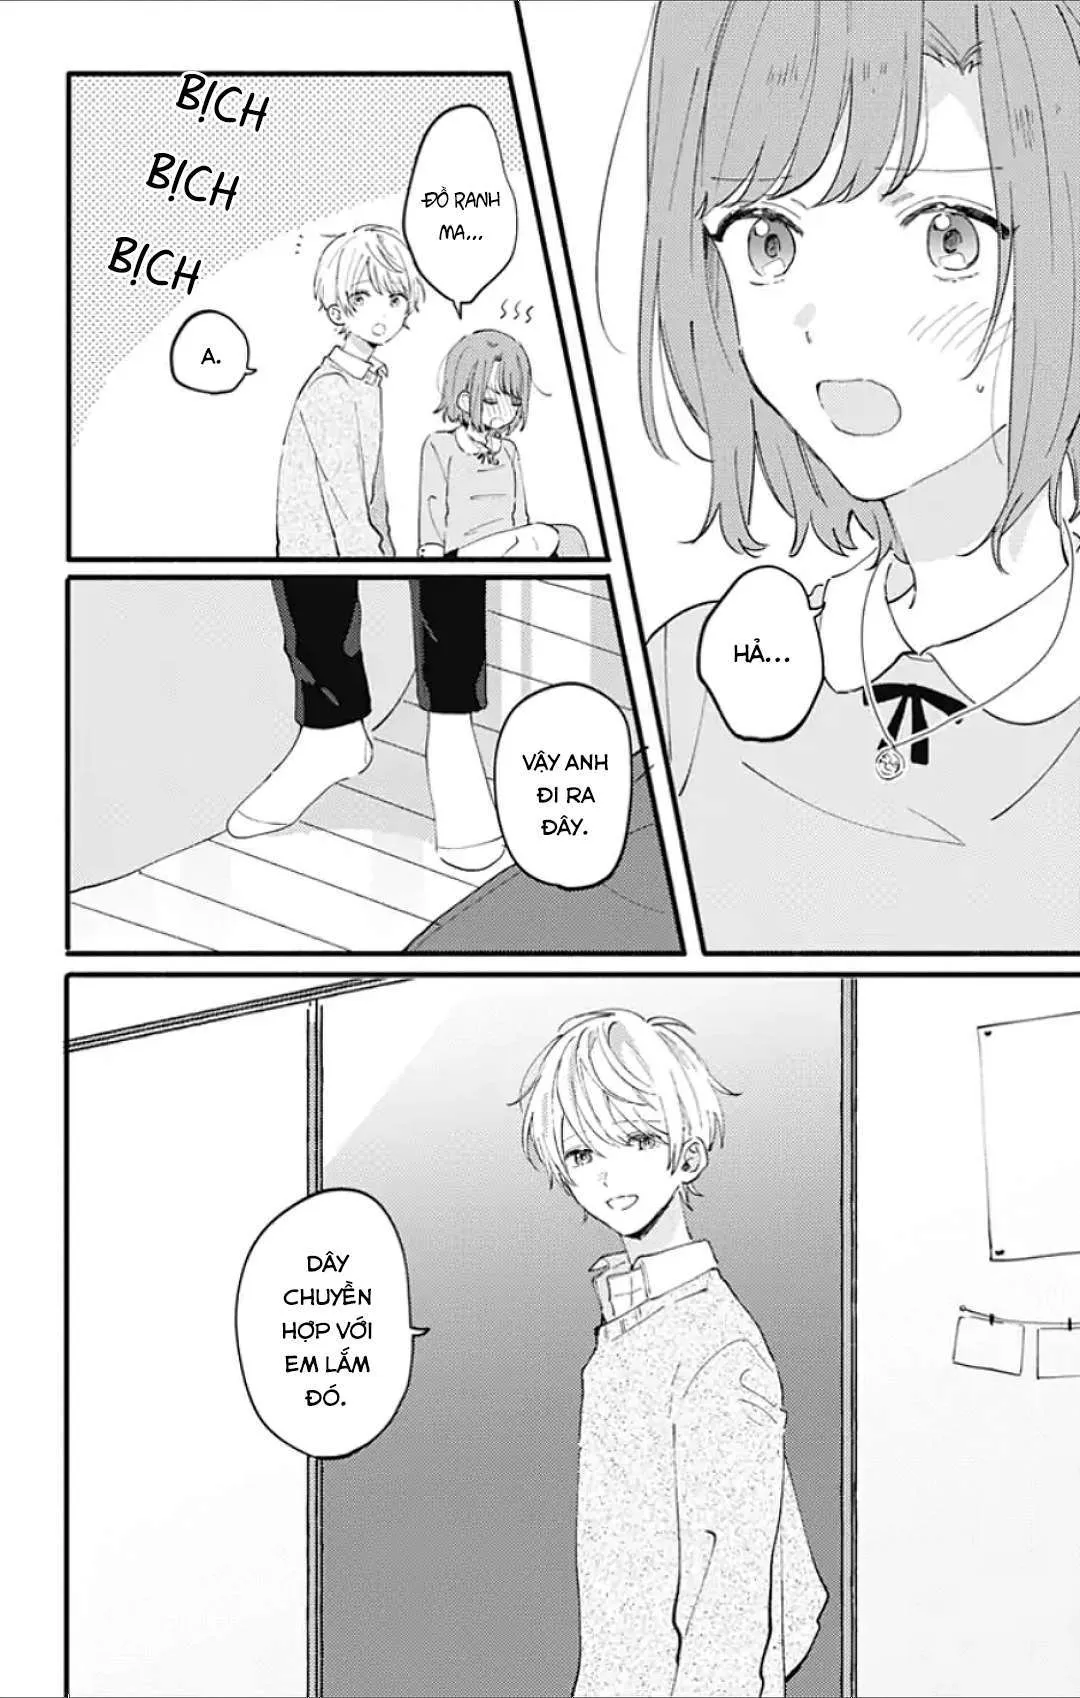 HẢ...
BỊCH
BỊCH
BỊCH
ĐỒ RANH
MA...
A.
VẬY ANH
ĐI RA
ĐÂY.
DÂY
CHUYỀN
HỢP VỚI
EM LẮM
ĐÓ.